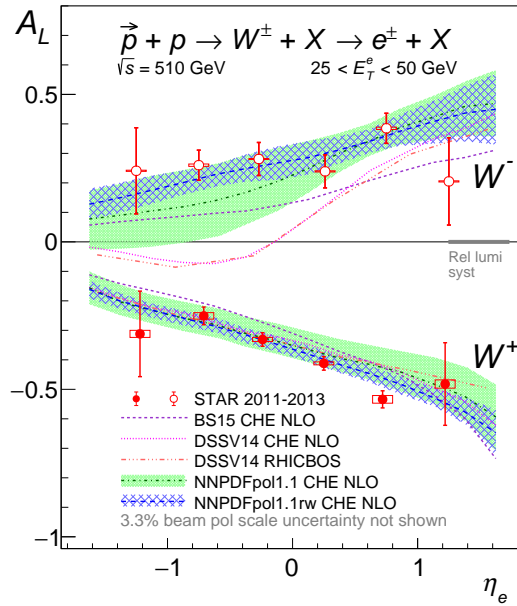 A_L
p + p → W± + X → e± + X
√s = 510 GeV
25 < E_T^e < 50 GeV
0.5
W-
0
Rel lumi
syst
W+
−0.5
STAR 2011-2013
BS15 CHE NLO
DSSV14 CHE NLO
DSSV14 RHICBOS
NNPDFpol1.1 CHE NLO
NNPDFpol1.1rw CHE NLO
3.3% beam pol scale uncertainty not shown
−1
−1 0 1 2
η_e